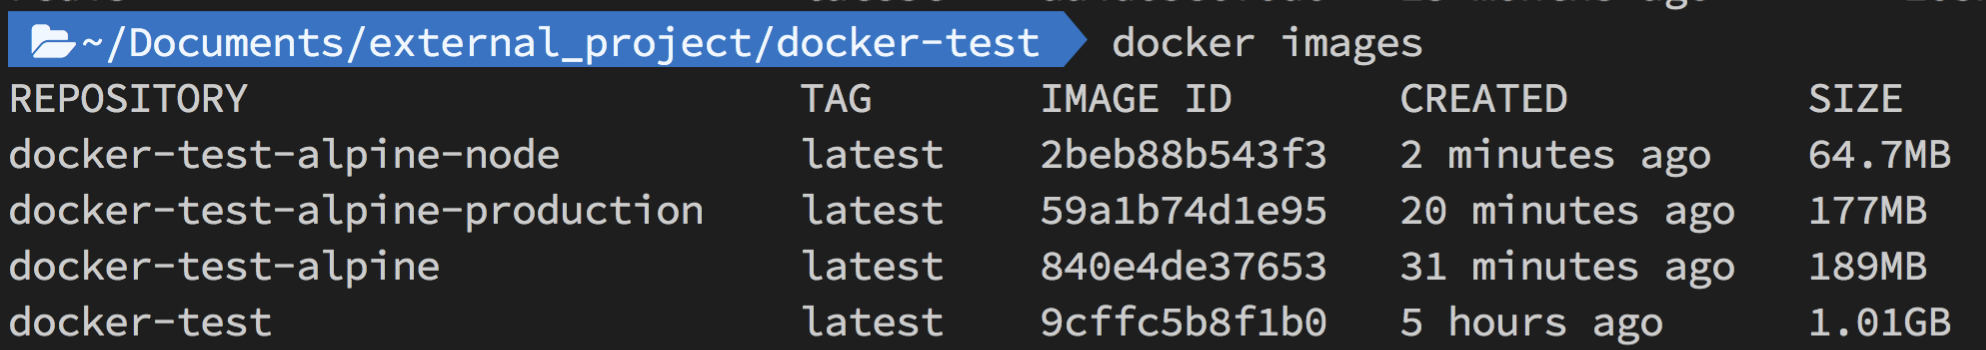 ~/Documents/external_project/docker-test docker images
REPOSITORY TAG IMAGE ID CREATED SIZE
docker-test-alpine-node latest 2beb88b543f3 2 minutes ago 64.7MB
docker-test-alpine-production latest 59a1b74d1e95 20 minutes ago 177MB
docker-test-alpine latest 840e4de37653 31 minutes ago 189MB
docker-test latest 9cffc5b8f1b0 5 hours ago 1.01GB